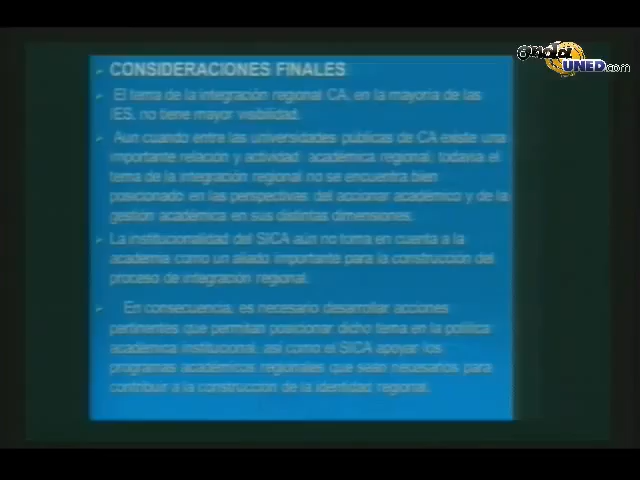 onda
UNED.com
CONSIDERACIONES FINALES
El tema de la integración regional CA, en la mayoría de las
IES, no tiene mayor visibilidad.
Aun cuando entre las universidades públicas de CA existe una
importante relación y actividad académica regional, todavía el
tema de la integración regional no se encuentra bien
posicionado en las perspectivas del accionar académico y de la
gestión académica en sus distintas dimensiones.
La institucionalidad del SICA aún no toma en cuenta a la
academia como un aliado importante para la construcción del
proceso de integración regional.
En consecuencia, es necesario desarrollar acciones
pertinentes que permitan posicionar dicho tema en la política
académica institucional, así como el SICA apoyar los
programas académicos regionales que sean necesarios para
contribuir a la construcción de la identidad regional.